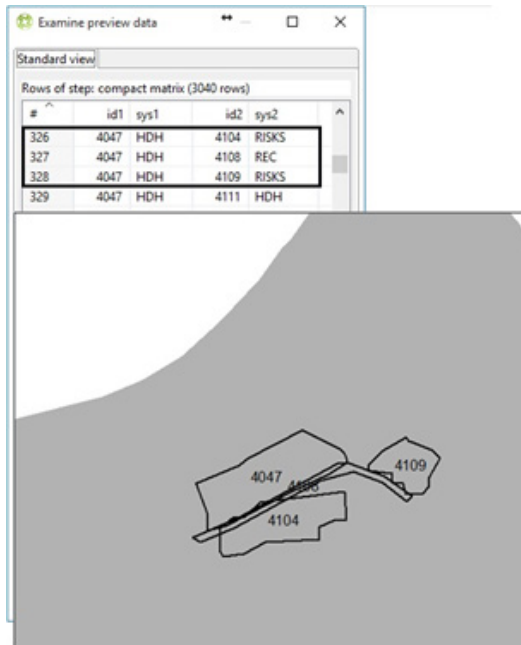 Examine preview data
Standard view
Rows of step: compact matrix (3040 rows)
# id1 sys1 id2 sys2
326 4047 HDH 4104 RISKS
327 4047 HDH 4108 REC
328 4047 HDH 4109 RISKS
329 4047 HDH 4111 HDH
4109
4047
4104